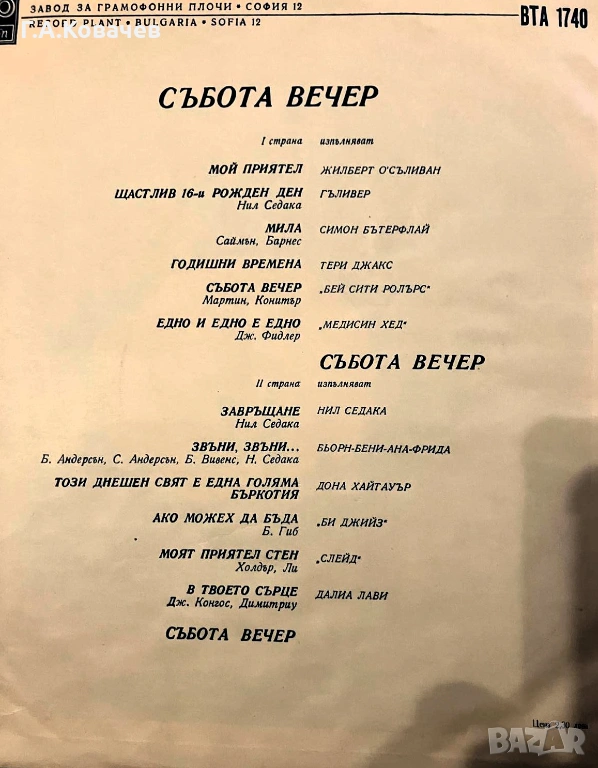 ЗАВОД ЗА ГРАМОФОННИ ПЛОЧИ • СОФИЯ 12
Г.А.Ковачев
RECORD PLANT • BULGARIA • SOFIA 12
ВТА 1740
СЪБОТА ВЕЧЕР
I страна изпълняват
МОЙ ПРИЯТЕЛ ЖИЛБЕРТ О'СЪЛИВАН
ЩАСТЛИВ 16-и РОЖДЕН ДЕН ГЪЛИВЕР
Нил Седака
МИЛА СИМОН БЪТЕРФЛАЙ
Саймън, Барнес
ГОДИШНИ ВРЕМЕНА ТЕРИ ДЖАКС
СЪБОТА ВЕЧЕР „БЕЙ СИТИ РОЛЪРС"
Мартин, Конитър
ЕДНО И ЕДНО Е ЕДНО „МЕДИСИН ХЕД"
Дж. Фидлер
СЪБОТА ВЕЧЕР
II страна изпълняват
ЗАВРЪЩАНЕ НИЛ СЕДАКА
Нил Седака
ЗВЪНИ, ЗВЪНИ... БЬОРН-БЕНИ-АНА-ФРИДА
Б. Андерсън, С. Андерсън, Б. Вивенс, Н. Седака
ТОЗИ ДНЕШЕН СВЯТ Е ЕДНА ГОЛЯМА ДОНА ХАЙТАУЪР
БЪРКОТИЯ
АКО МОЖЕХ ДА БЪДА „БИ ДЖИЙЗ"
Б. Гиб
МОЯТ ПРИЯТЕЛ СТЕН „СЛЕЙД"
Холдър, Ли
В ТВОЕТО СЪРЦЕ ДАЛИА ЛАВИ
Дж. Конгос, Димитриу
СЪБОТА ВЕЧЕР
BAZAR